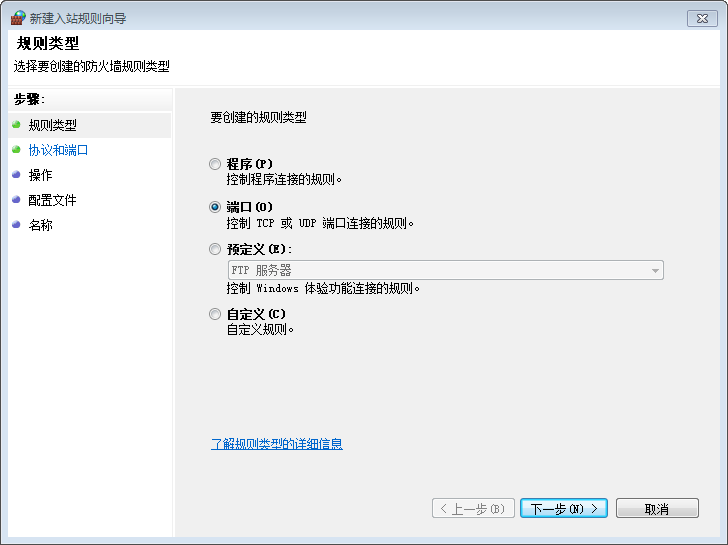 新建入站规则向导
规则类型
选择要创建的防火墙规则类型
步骤:
规则类型
协议和端口
操作
配置文件
名称
要创建的规则类型
程序(P)
控制程序连接的规则。
端口(O)
控制 TCP 或 UDP 端口连接的规则。
预定义(E):
FTP 服务器
控制 Windows 体验功能连接的规则。
自定义(C)
自定义规则。
了解规则类型的详细信息
< 上一步(B)
下一步(N) >
取消